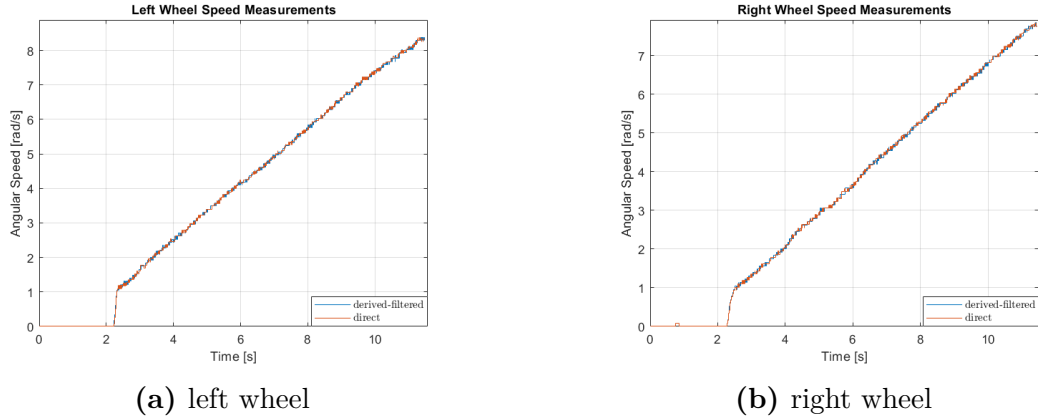 Left Wheel Speed Measurements
Angular Speed [rad/s]
8
7
6
5
4
3
2
1
0
0 2 4 6 8 10
Time [s]
derived-filtered
direct
(a) left wheel
Right Wheel Speed Measurements
Angular Speed [rad/s]
7
6
5
4
3
2
1
0
0 2 4 6 8 10
Time [s]
derived-filtered
direct
(b) right wheel